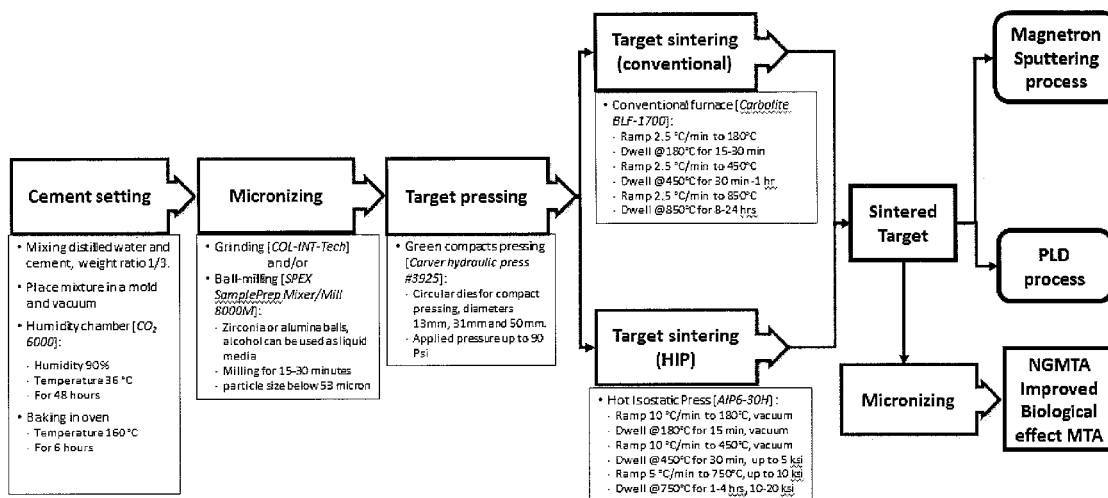 Cement setting
• Mixing distilled water and
cement, weight ratio 1/3.
• Place mixture in a mold
and vacuum
• Humidity chamber [CO₂
6000]:
- Humidity 90%
- Temperature 36 °C
- For 48 hours
• Baking in oven
- Temperature 160 °C
- For 6 hours
Micronizing
• Grinding [COL-INT-Tech]
and/or
• Ball-milling [SPEX
SamplePrep Mixer/Mill
8000M]:
- Zirconia or alumina balls,
alcohol can be used as liquid
media
- Milling for 15-30 minutes
- particle size below 53 micron
Target pressing
• Green compacts pressing
[Carver hydraulic press
#3925]:
- Circular dies for compact
pressing, diameters
13mm, 31mm and 50mm.
- Applied pressure up to 90
Psi
Target sintering
(conventional)
• Conventional furnace [Carbolite
BLF-1700]:
- Ramp 2.5 °C/min to 180°C
- Dwell @180°C for 15-30 min
- Ramp 2.5 °C/min to 450°C
- Dwell @450°C for 30 min-1 hr
- Ramp 2.5 °C/min to 850°C
- Dwell @850°C for 8-24 hrs
Target sintering
(HIP)
• Hot Isostatic Press [AIP6-30H]:
- Ramp 10 °C/min to 180°C, vacuum
- Dwell @180°C for 15 min, vacuum
- Ramp 10 °C/min to 450°C, vacuum
- Dwell @450°C for 30 min, up to 5 ksi
- Ramp 5 °C/min to 750°C, up to 10 ksi
- Dwell @750°C for 1-4 hrs, 10-20 ksi
Sintered
Target
Magnetron
Sputtering
process
PLD
process
Micronizing
NGMTA
Improved
Biological
effect MTA